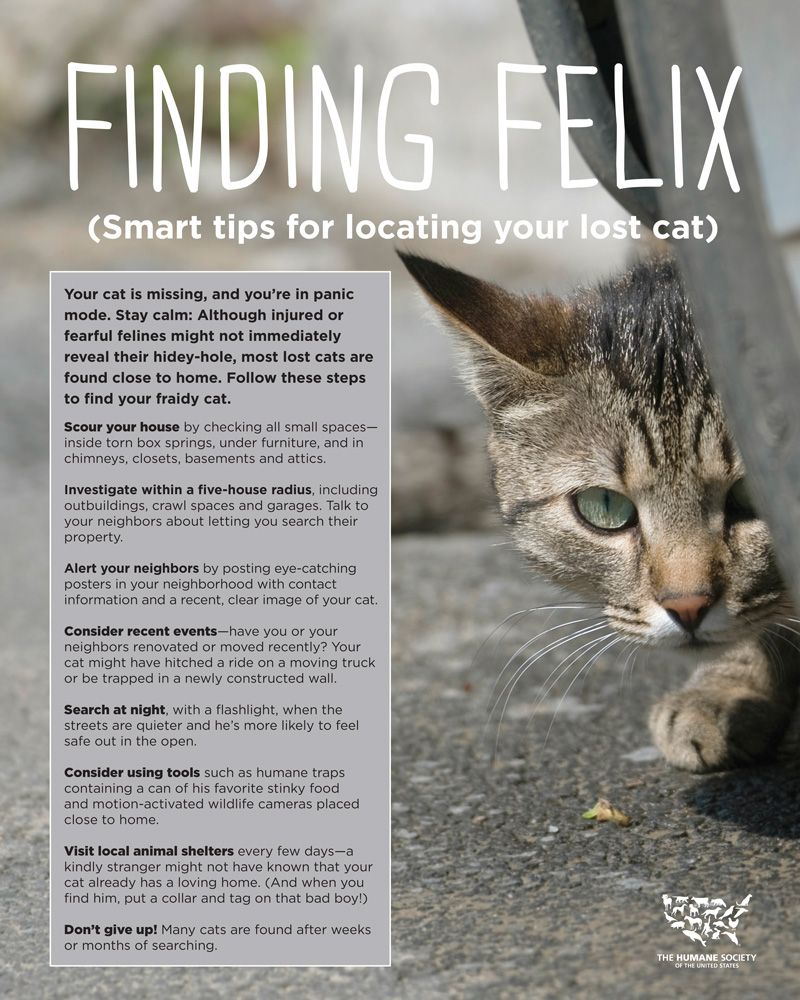 FINDING FELIX
(Smart tips for locating your lost cat)
Your cat is missing, and you're in panic
mode. Stay calm: Although injured or
fearful felines might not immediately
reveal their hidey-hole, most lost cats are
found close to home. Follow these steps
to find your fraidy cat.
Scour your house by checking all small spaces—
inside torn box springs, under furniture, and in
chimneys, closets, basements and attics.
Investigate within a five-house radius, including
outbuildings, crawl spaces and garages. Talk to
your neighbors about letting you search their
property.
Alert your neighbors by posting eye-catching
posters in your neighborhood with contact
information and a recent, clear image of your cat.
Consider recent events—have you or your
neighbors renovated or moved recently? Your
cat might have hitched a ride on a moving truck
or be trapped in a newly constructed wall.
Search at night, with a flashlight, when the
streets are quieter and he's more likely to feel
safe out in the open.
Consider using tools such as humane traps
containing a can of his favorite stinky food
and motion-activated wildlife cameras placed
close to home.
Visit local animal shelters every few days—a
kindly stranger might not have known that your
cat already has a loving home. (And when you
find him, put a collar and tag on that bad boy!)
Don't give up! Many cats are found after weeks
or months of searching.
THE HUMANE SOCIETY
OF THE UNITED STATES